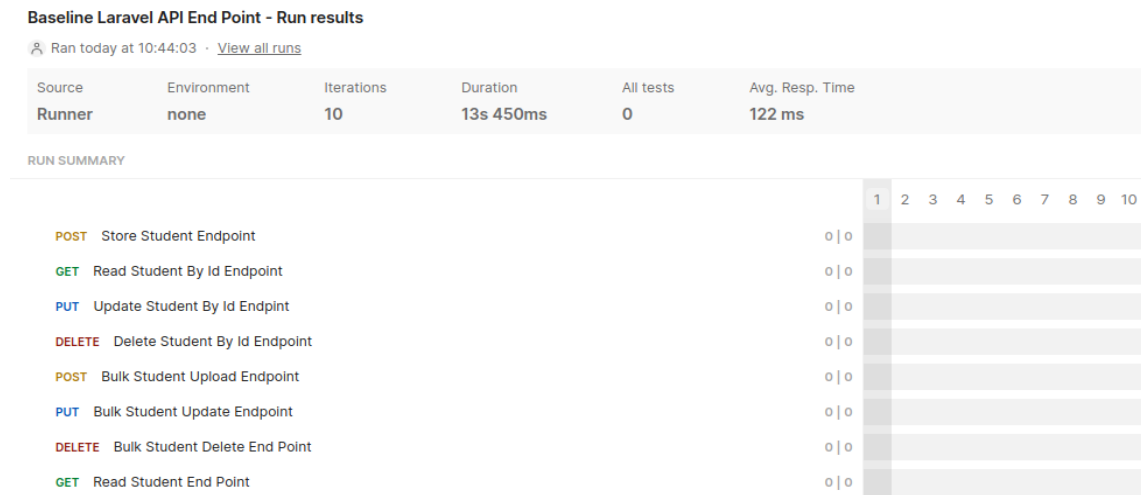 Baseline Laravel API End Point - Run results
Ran today at 10:44:03 · View all runs
Source Environment Iterations Duration All tests Avg. Resp. Time
Runner none 10 13s 450ms 0 122 ms
RUN SUMMARY
1 2 3 4 5 6 7 8 9 10
POST Store Student Endpoint 0 | 0
GET Read Student By Id Endpoint 0 | 0
PUT Update Student By Id Endpint 0 | 0
DELETE Delete Student By Id Endpoint 0 | 0
POST Bulk Student Upload Endpoint 0 | 0
PUT Bulk Student Update Endpoint 0 | 0
DELETE Bulk Student Delete End Point 0 | 0
GET Read Student End Point 0 | 0